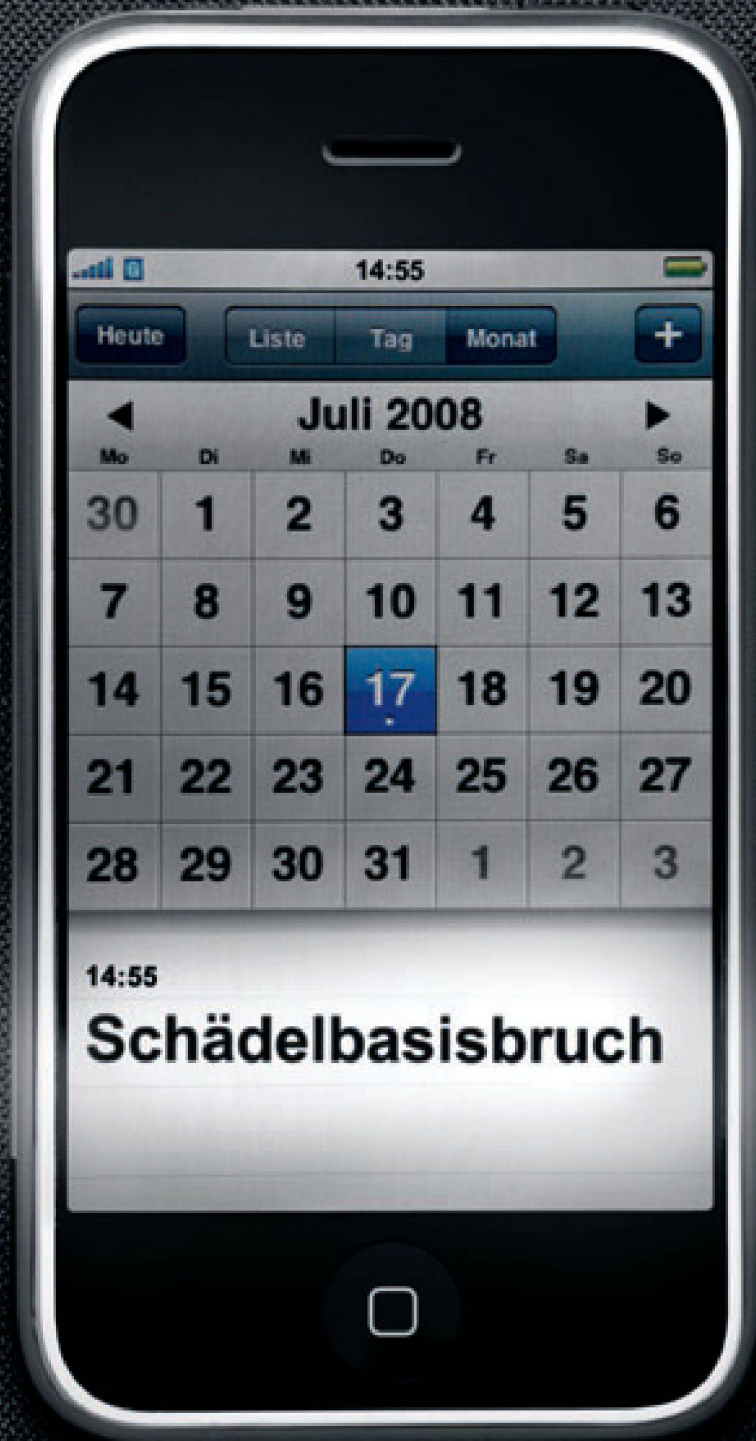 14:55
Heute Liste Tag Monat +
Juli 2008
Mo Di Mi Do Fr Sa So
30 1 2 3 4 5 6
7 8 9 10 11 12 13
14 15 16 17 18 19 20
21 22 23 24 25 26 27
28 29 30 31 1 2 3
14:55
Schädelbasisbruch